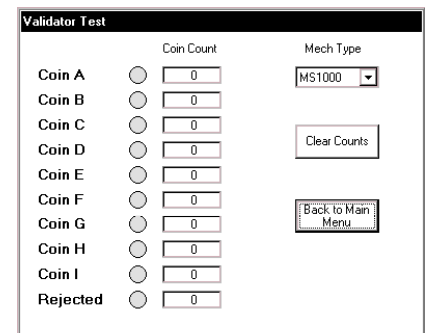 Validator Test
Coin Count Mech Type
Coin A 0 MS1000
Coin B 0
Coin C 0
Coin D 0 Clear Counts
Coin E 0
Coin F 0
Coin G 0 Back to Main
Menu
Coin H 0
Coin I 0
Rejected 0